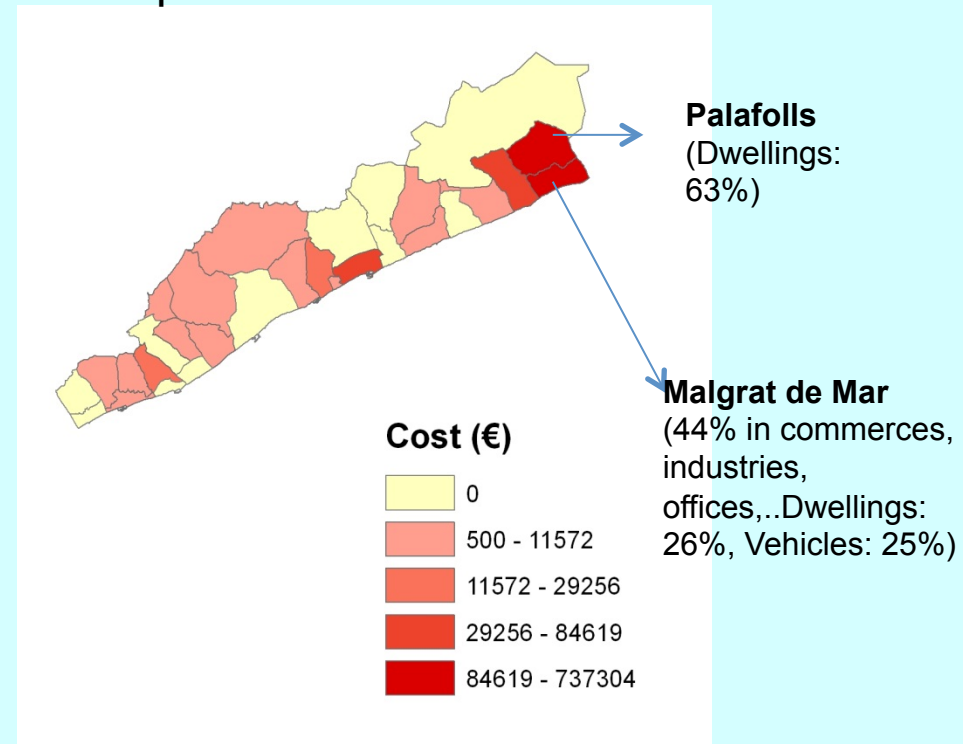 Palafolls
(Dwellings:
63%)
Malgrat de Mar
(44% in commerces,
industries,
offices,..Dwellings:
26%, Vehicles: 25%)
Cost (€)
0
500 - 11572
11572 - 29256
29256 - 84619
84619 - 737304